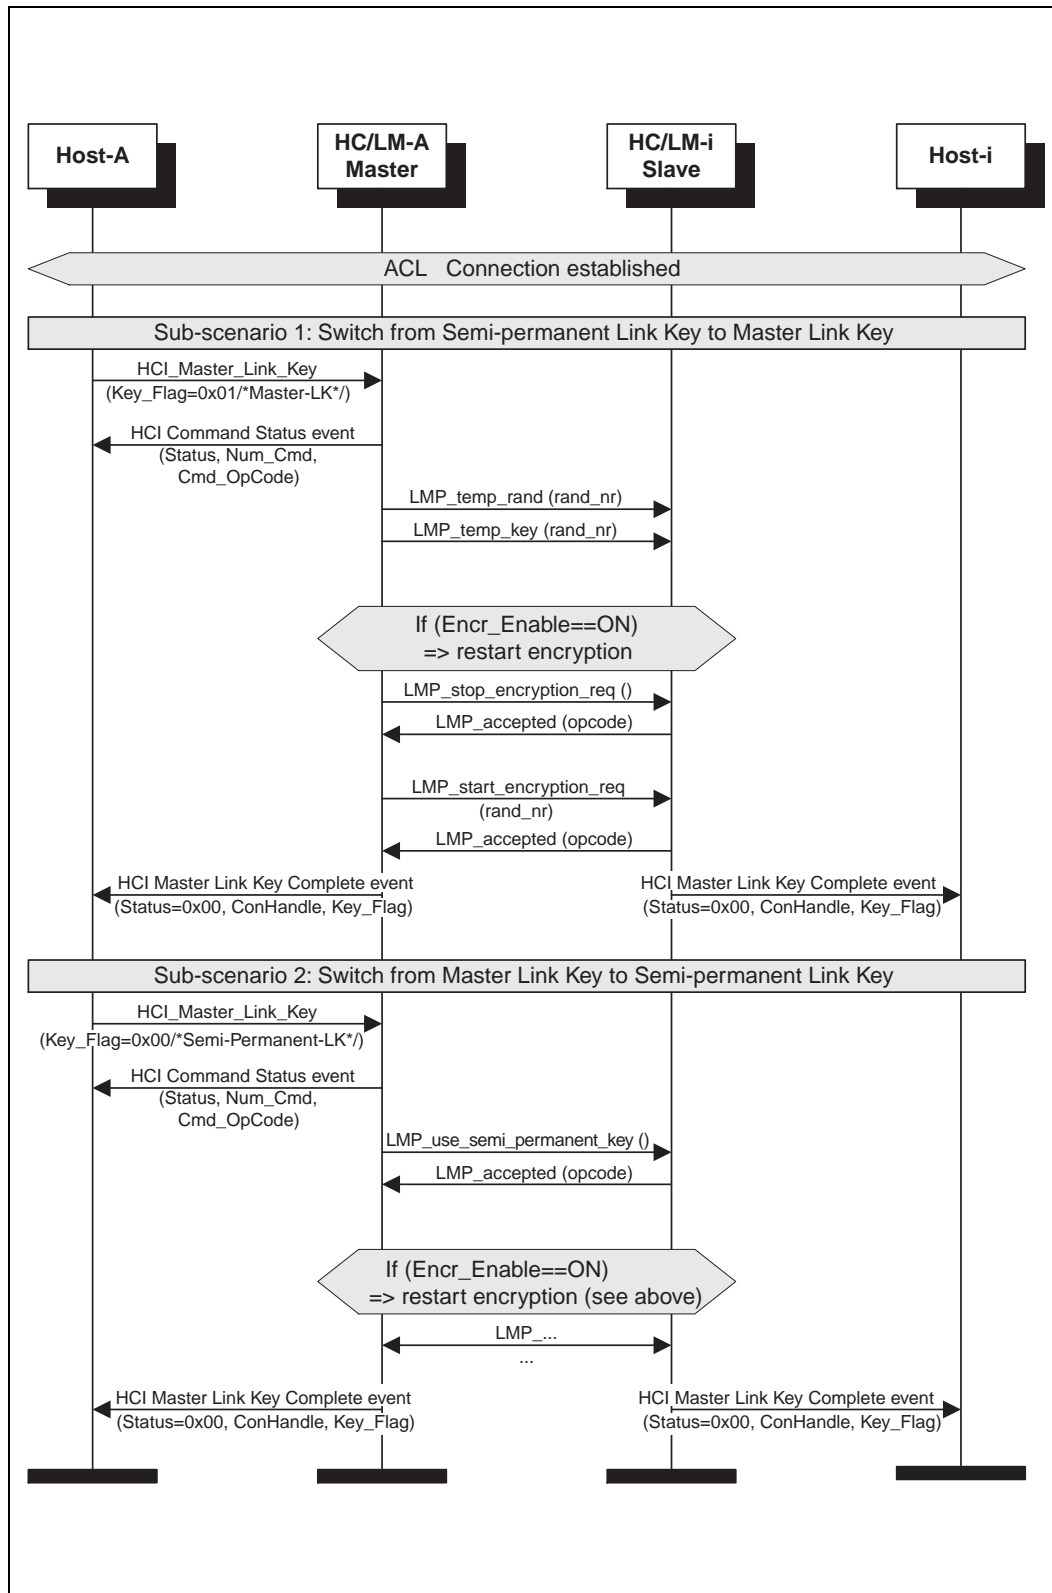 Host-A
HC/LM-A
Master
HC/LM-i
Slave
Host-i
ACL Connection established
Sub-scenario 1: Switch from Semi-permanent Link Key to Master Link Key
HCI_Master_Link_Key
(Key_Flag=0x01/*Master-LK*/)
HCI Command Status event
(Status, Num_Cmd,
Cmd_OpCode)
LMP_temp_rand (rand_nr)
LMP_temp_key (rand_nr)
If (Encr_Enable==ON)
=> restart encryption
LMP_stop_encryption_req ()
LMP_accepted (opcode)
LMP_start_encryption_req
(rand_nr)
LMP_accepted (opcode)
HCI Master Link Key Complete event
(Status=0x00, ConHandle, Key_Flag)
HCI Master Link Key Complete event
(Status=0x00, ConHandle, Key_Flag)
Sub-scenario 2: Switch from Master Link Key to Semi-permanent Link Key
HCI_Master_Link_Key
(Key_Flag=0x00/*Semi-Permanent-LK*/)
HCI Command Status event
(Status, Num_Cmd,
Cmd_OpCode)
LMP_use_semi_permanent_key ()
LMP_accepted (opcode)
If (Encr_Enable==ON)
=> restart encryption (see above)
LMP_...
...
HCI Master Link Key Complete event
(Status=0x00, ConHandle, Key_Flag)
HCI Master Link Key Complete event
(Status=0x00, ConHandle, Key_Flag)